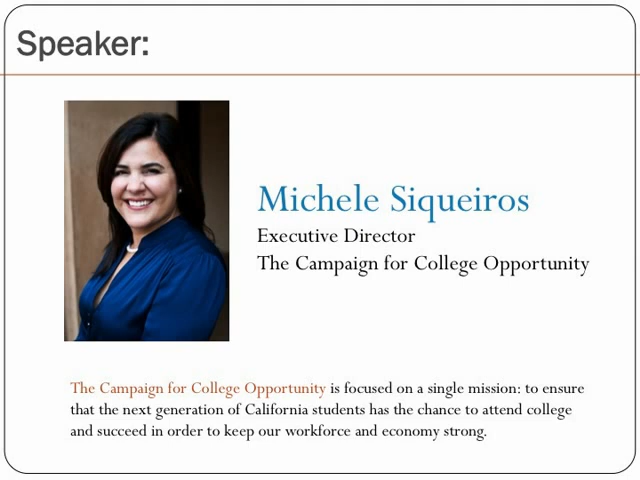 Speaker:
Michele Siqueiros
Executive Director
The Campaign for College Opportunity
The Campaign for College Opportunity is focused on a single mission: to ensure
that the next generation of California students has the chance to attend college
and succeed in order to keep our workforce and economy strong.